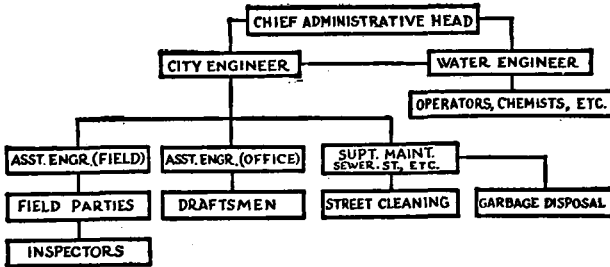 CHIEF ADMINISTRATIVE HEAD
CITY ENGINEER
WATER ENGINEER
OPERATORS, CHEMISTS, ETC.
ASST. ENGR. (FIELD)
ASST. ENGR. (OFFICE)
SUPT. MAINT.
SEWER. ST., ETC.
FIELD PARTIES
DRAFTSMEN
STREET CLEANING
GARBAGE DISPOSAL
INSPECTORS